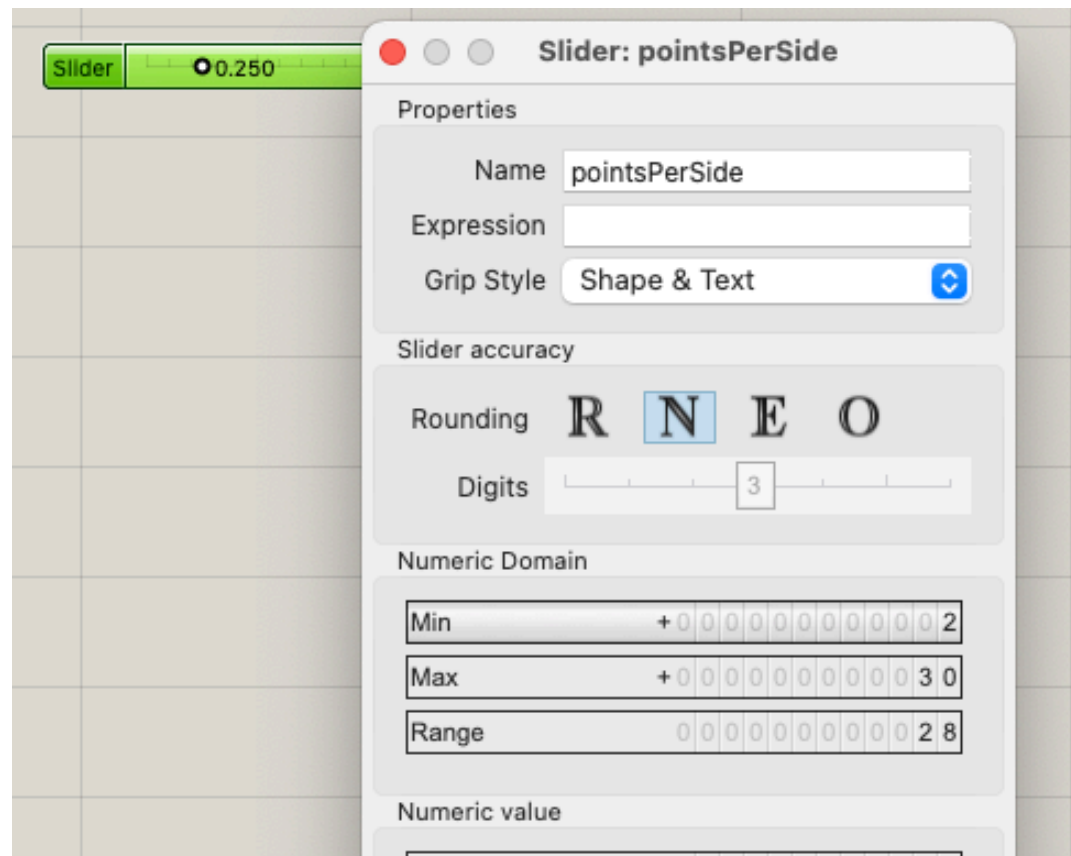 Slider: pointsPerSide
Slider 0.250
Properties
Name pointsPerSide
Expression
Grip Style Shape & Text
Slider accuracy
Rounding R N E O
Digits 3
Numeric Domain
Min +000000000002
Max +000000000030
Range 000000000028
Numeric value